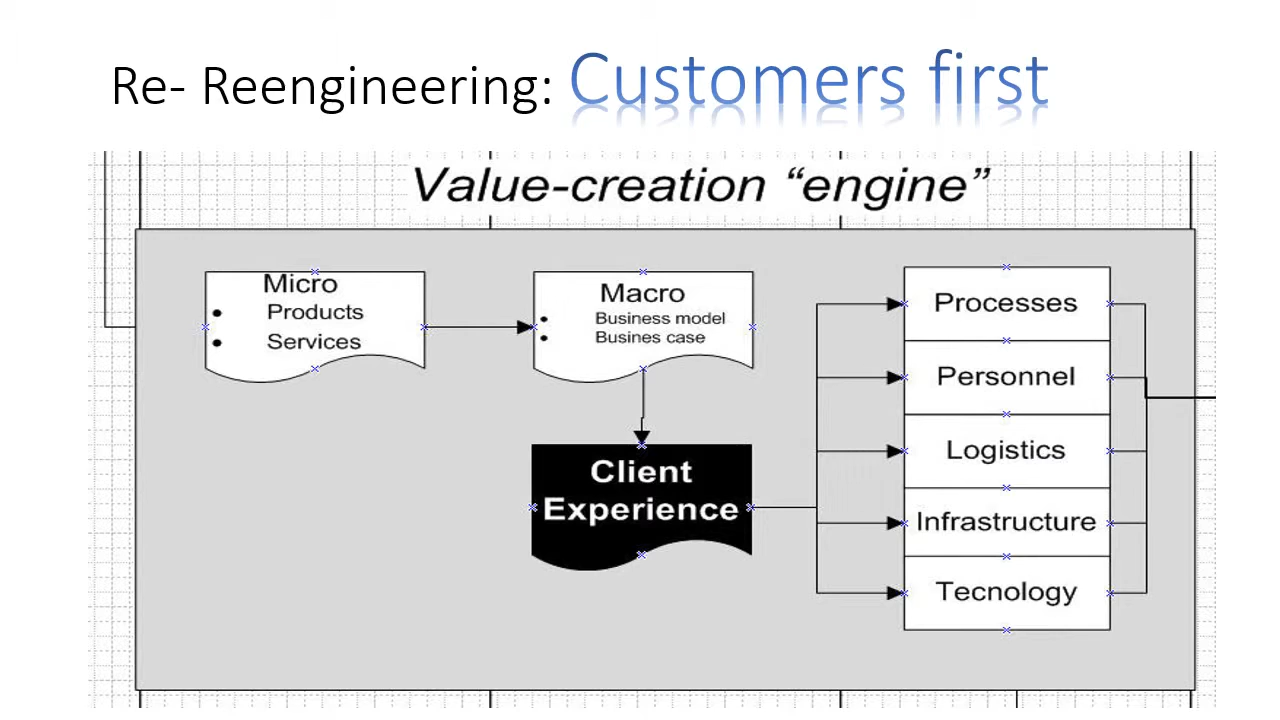 Re- Reengineering: Customers first
Value-creation “engine”
Micro
• Products
• Services
Macro
• Business model
• Busines case
Client
Experience
Processes
Personnel
Logistics
Infrastructure
Tecnology